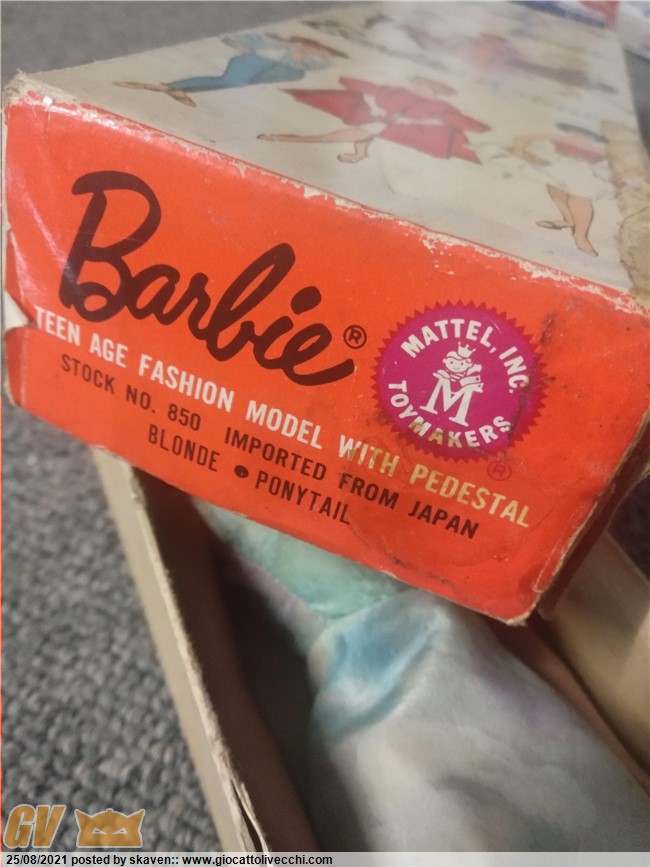 Barbie®
TEEN AGE FASHION MODEL WITH PEDESTAL
STOCK NO. 850 IMPORTED FROM JAPAN
BLONDE • PONYTAIL
MATTEL, INC.
M
TOYMAKERS
®
GV
25/08/2021 posted by skaven:: www.giocattolivecchi.com